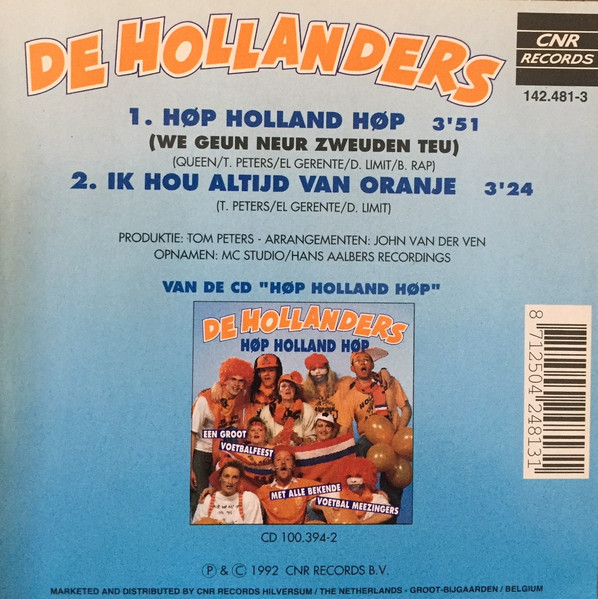 DE HOLLANDERS
CNR
RECORDS
142.481-3
1. HØP HOLLAND HØP 3'51
(WE GEUN NEUR ZWEUDEN TEU)
(QUEEN/T. PETERS/EL GERENTE/D. LIMIT/B. RAP)
2. IK HOU ALTIJD VAN ORANJE 3'24
(T. PETERS/EL GERENTE/D. LIMIT)
PRODUKTIE: TOM PETERS - ARRANGEMENTEN: JOHN VAN DER VEN
OPNAMEN: MC STUDIO/HANS AALBERS RECORDINGS
VAN DE CD "HØP HOLLAND HØP"
DE HOLLANDERS
HØP HOLLAND HØP
EEN GROOT
VOETBALFEEST
MET ALLE BEKENDE
VOETBAL MEEZINGERS
8 712504 248131
CD 100.394-2
Ⓟ & © 1992 CNR RECORDS B.V.
MARKETED AND DISTRIBUTED BY CNR RECORDS HILVERSUM / THE NETHERLANDS - GROOT-BIJGAARDEN / BELGIUM